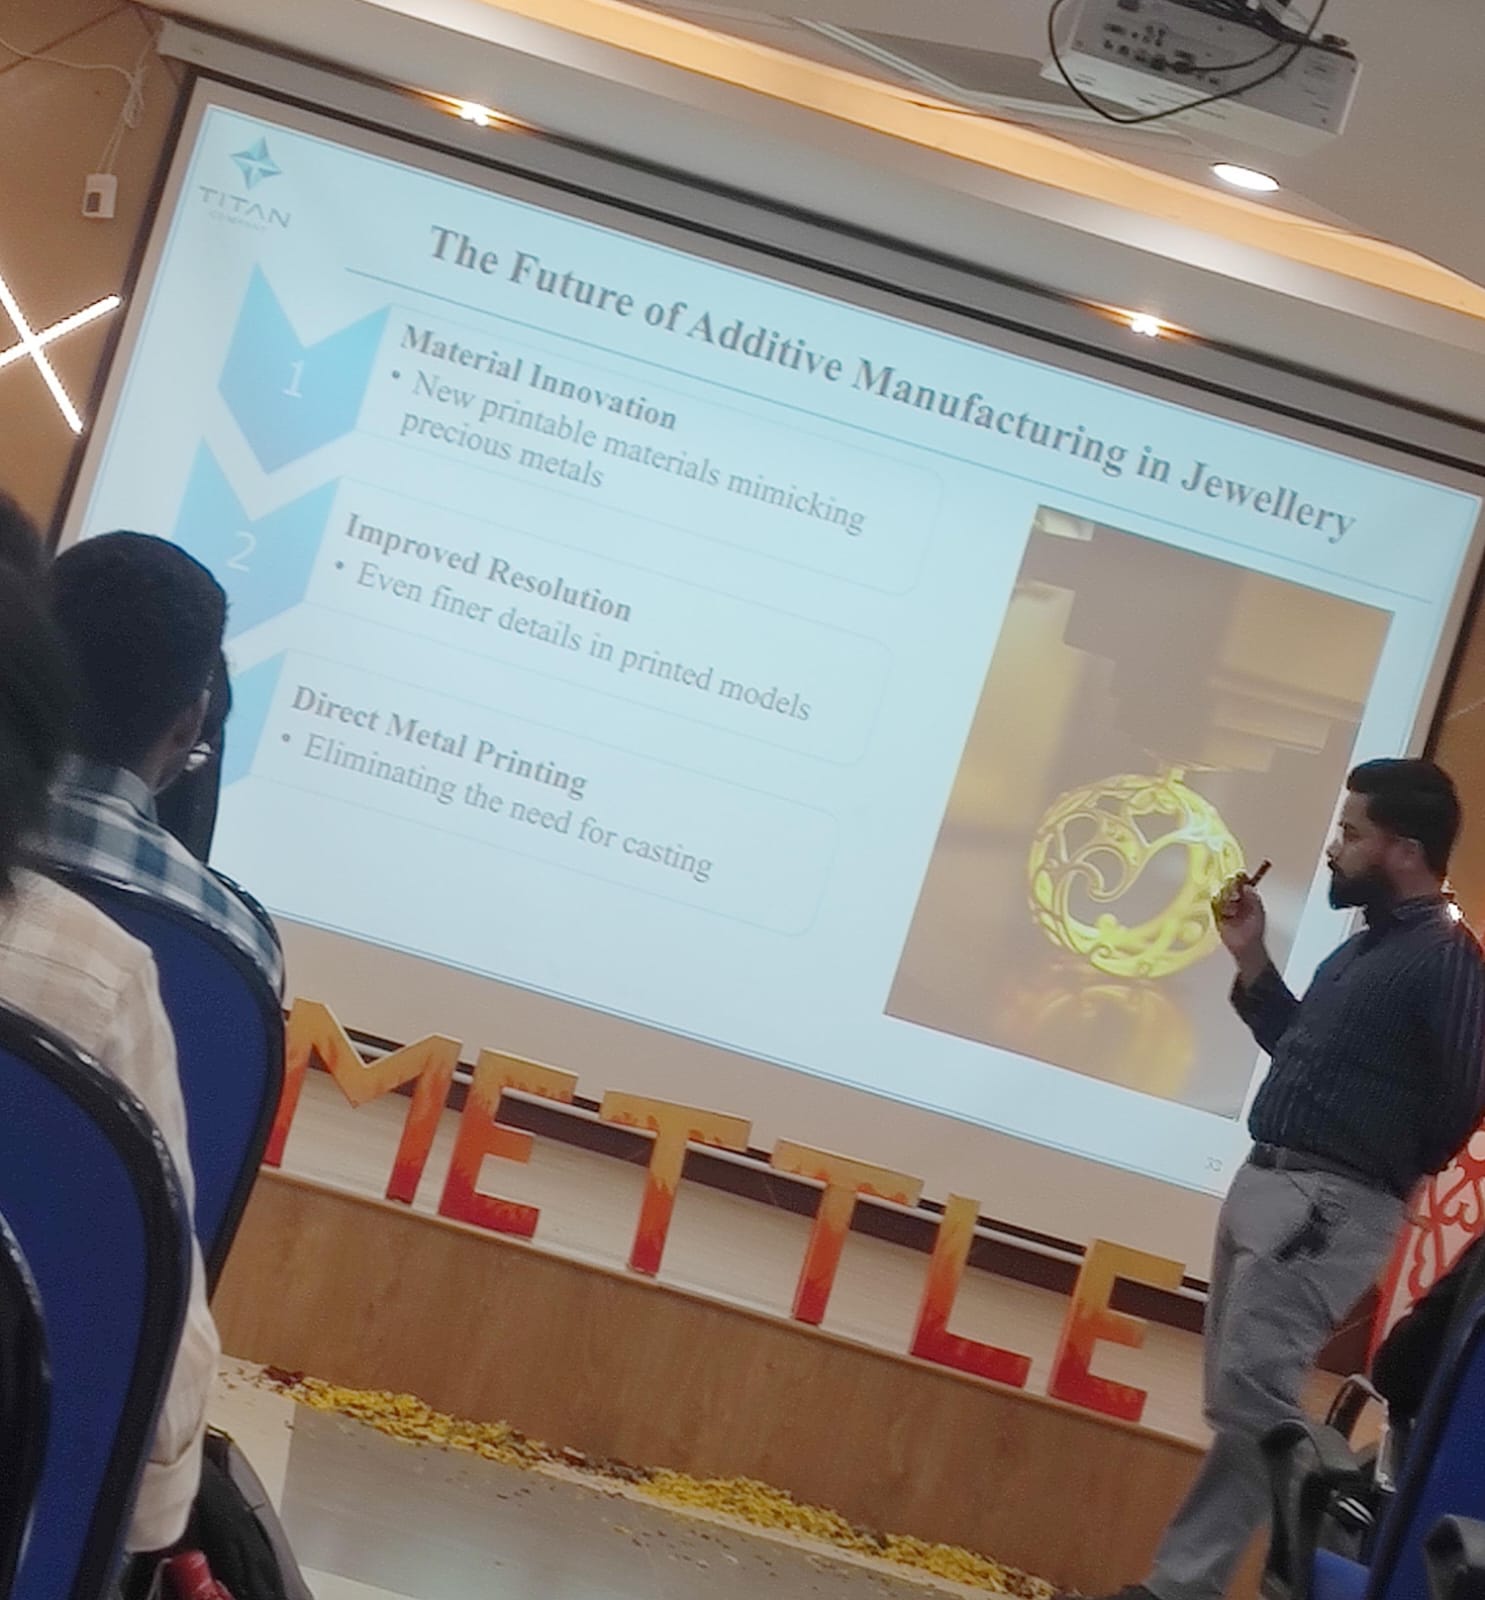 TITAN
COMPANY
The Future of Additive Manufacturing in Jewellery
1
Material Innovation
• New printable materials mimicking
precious metals
2
Improved Resolution
• Even finer details in printed models
Direct Metal Printing
• Eliminating the need for casting
METTLE